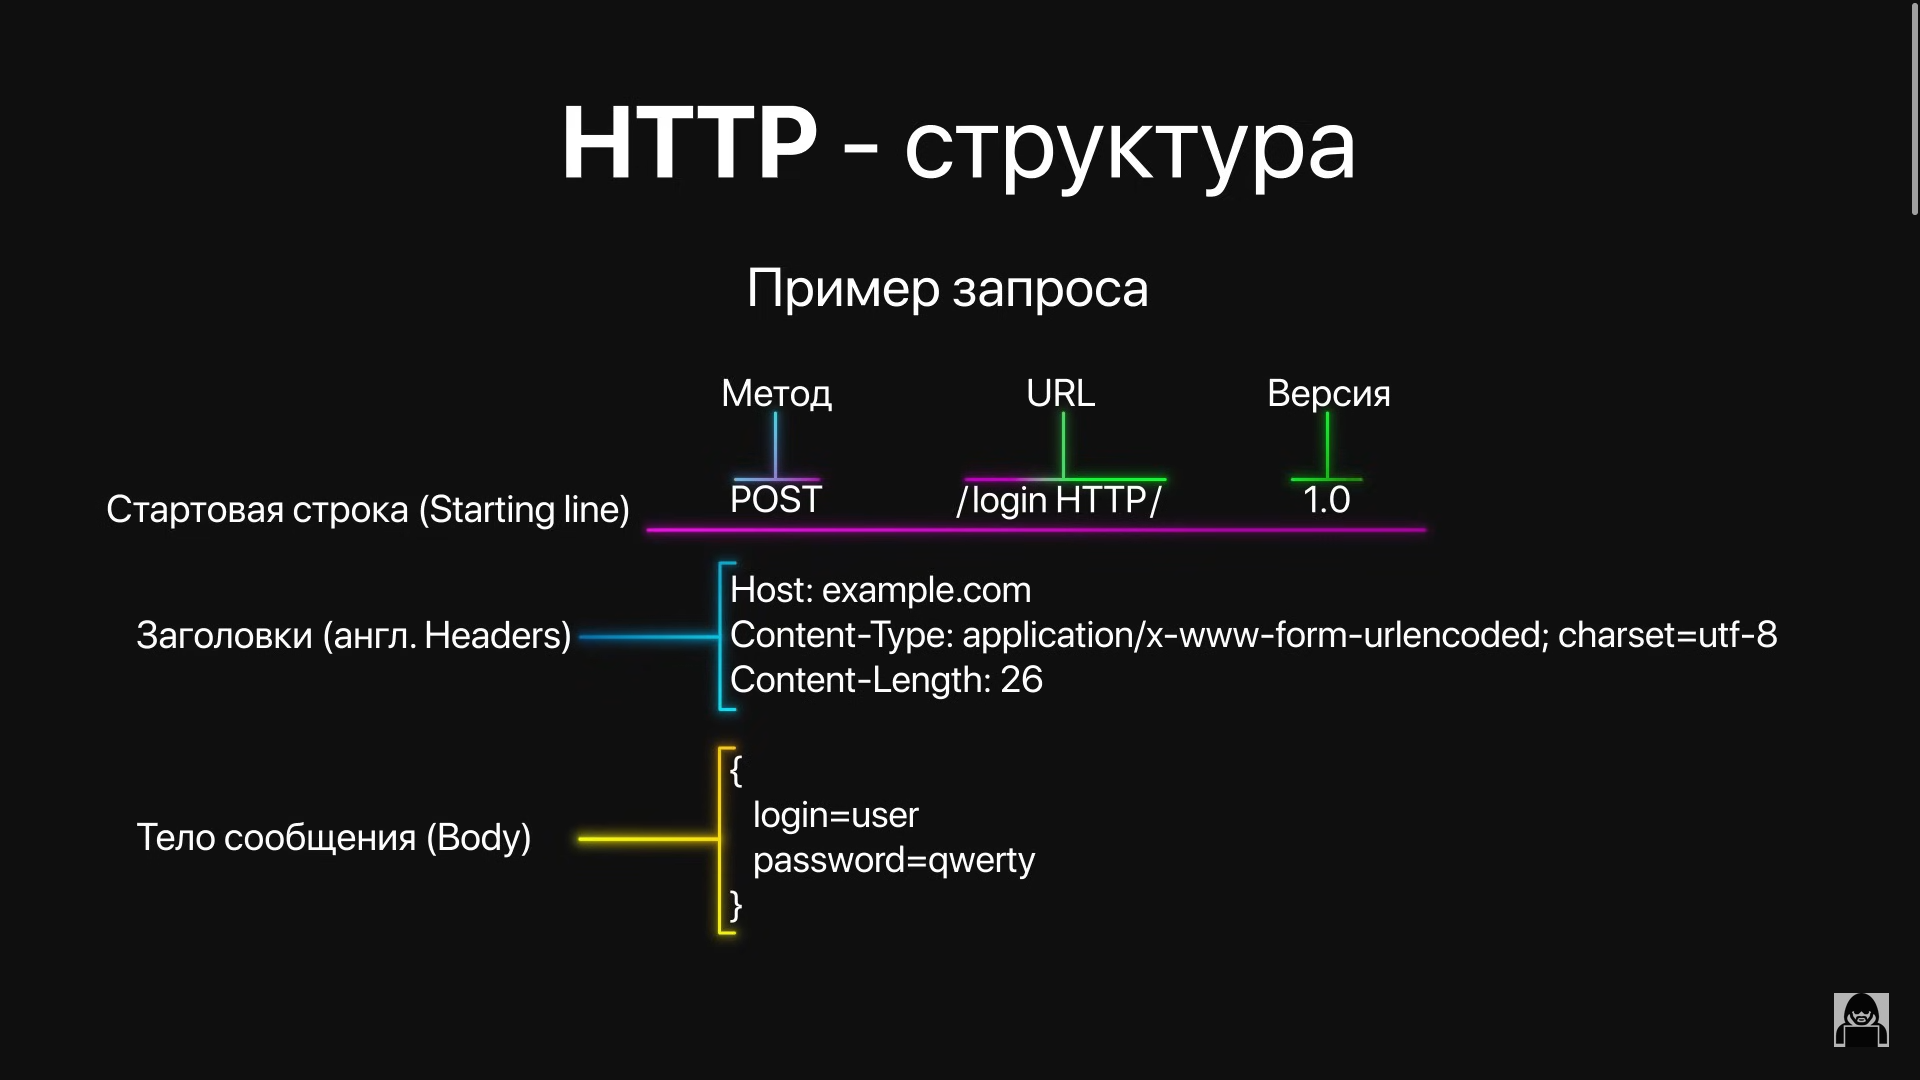 HTTP - структура
Пример запроса
Метод URL Версия
Стартовая строка (Starting line) POST /login HTTP/ 1.0
Заголовки (англ. Headers)
Host: example.com
Content-Type: application/x-www-form-urlencoded; charset=utf-8
Content-Length: 26
Тело сообщения (Body)
{
login=user
password=qwerty
}